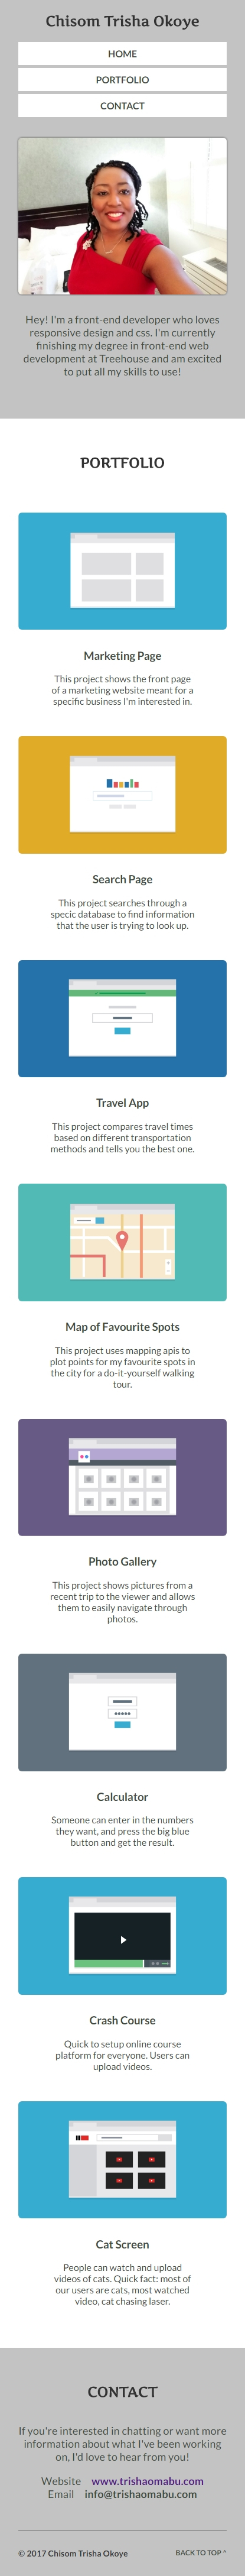 Chisom Trisha Okoye
HOME
PORTFOLIO
CONTACT
Hey! I'm a front-end developer who loves
responsive design and css. I'm currently
finishing my degree in front-end web
development at Treehouse and am excited
to put all my skills to use!
PORTFOLIO
Marketing Page
This project shows the front page
of a marketing website meant for a
specific business I'm interested in.
Search Page
This project searches through a
specic database to find information
that the user is trying to look up.
Travel App
This project compares travel times
based on different transportation
methods and tells you the best one.
Map of Favourite Spots
This project uses mapping apis to
plot points for my favourite spots in
the city for a do-it-yourself walking
tour.
Photo Gallery
This project shows pictures from a
recent trip to the viewer and allows
them to easily navigate through
photos.
Calculator
Someone can enter in the numbers
they want, and press the big blue
button and get the result.
Crash Course
Quick to setup online course
platform for everyone. Users can
upload videos.
Cat Screen
People can watch and upload
videos of cats. Quick fact: most of
our users are cats, most watched
video, cat chasing laser.
CONTACT
If you're interested in chatting or want more
information about what I've been working
on, I'd love to hear from you!
Website www.trishaomabu.com
Email info@trishaomabu.com
© 2017 Chisom Trisha Okoye BACK TO TOP ^